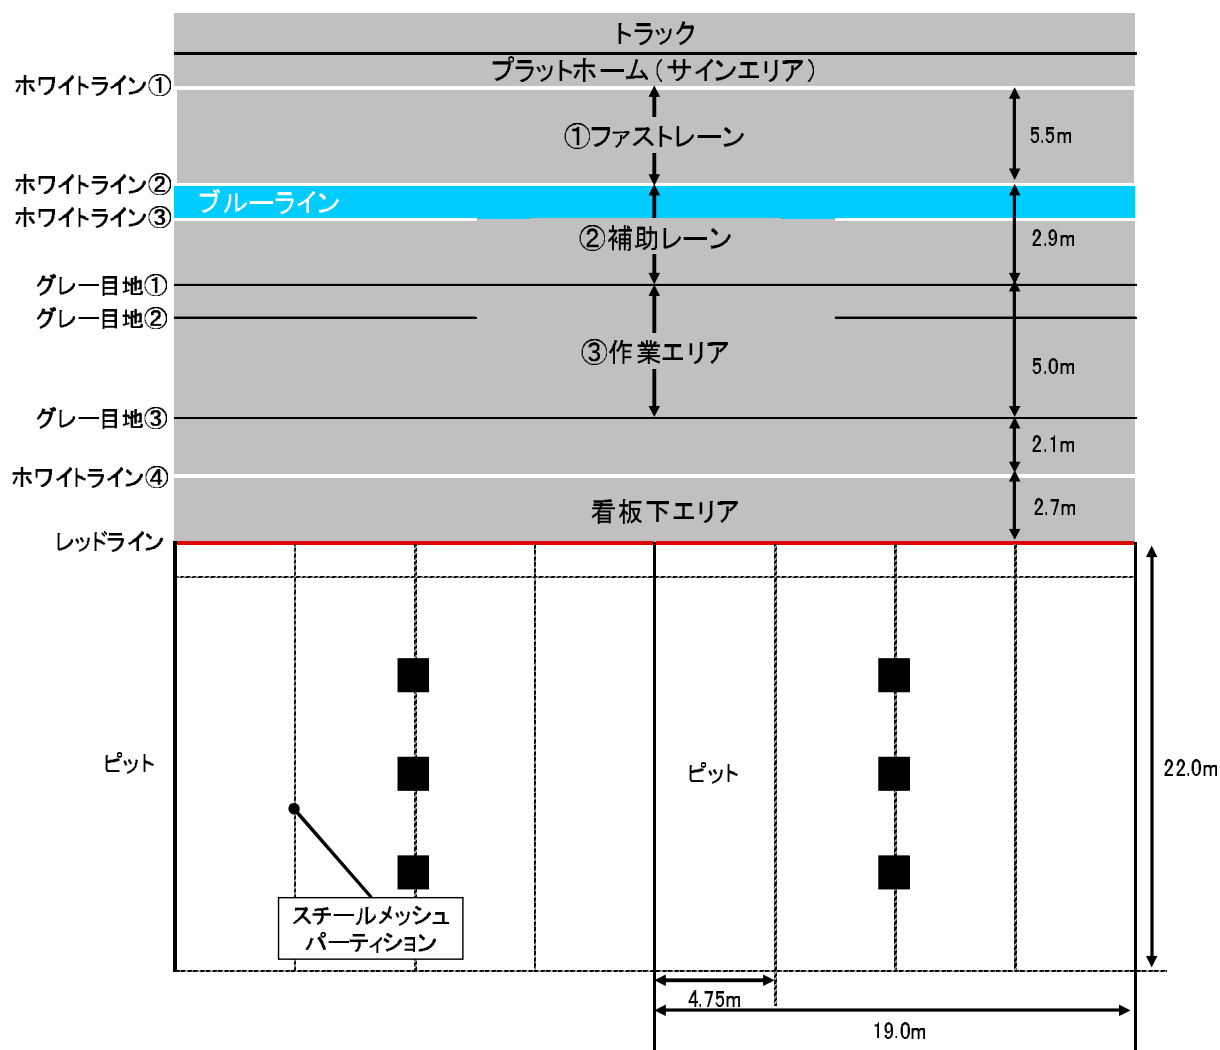 トラック
プラットホーム（サインエリア）
ホワイトライン①
①ファストレーン
5.5m
ホワイトライン②
ブルーライン
ホワイトライン③
②補助レーン
2.9m
グレー目地①
グレー目地②
③作業エリア
5.0m
グレー目地③
2.1m
ホワイトライン④
看板下エリア
2.7m
レッドライン
ピット
ピット
22.0m
スチールメッシュ
パーティション
4.75m
19.0m